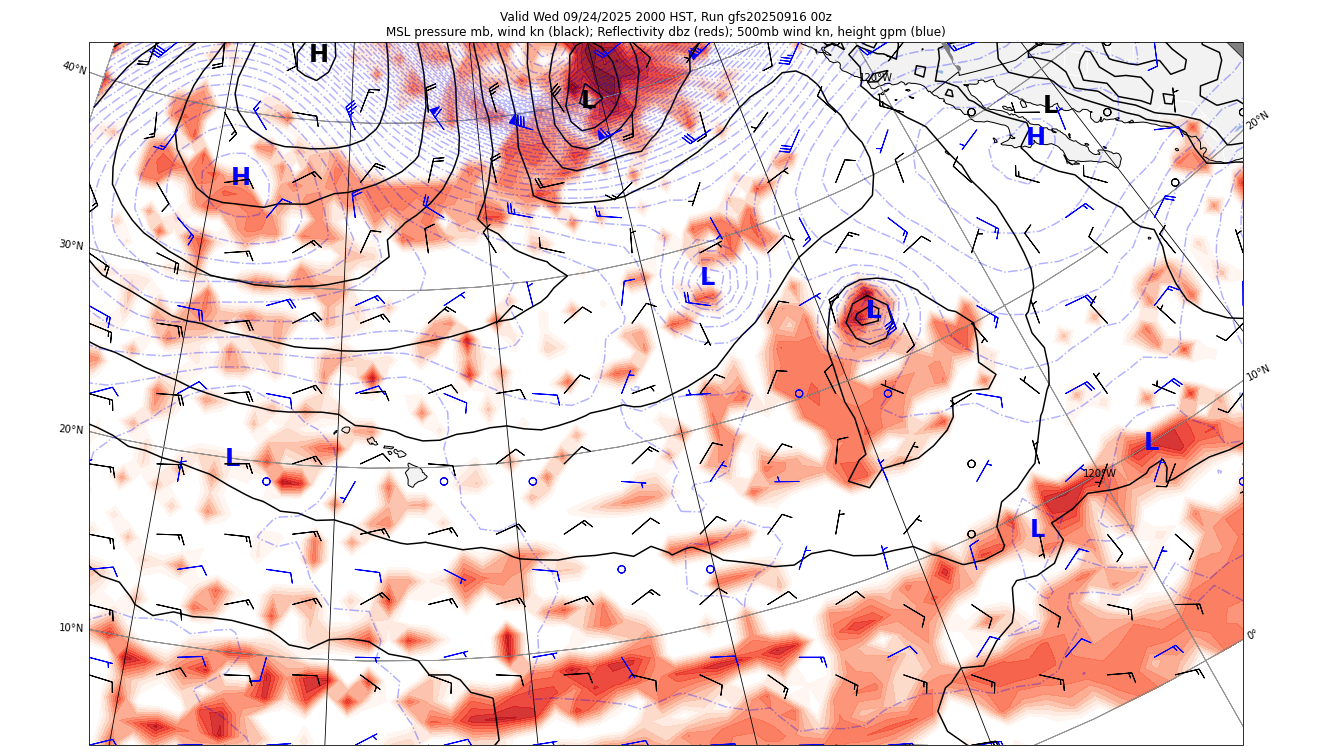 Valid Wed 09/24/2025 2000 HST, Run gfs20250916 00z
MSL pressure mb, wind kn (black); Reflectivity dbz (reds); 500mb wind kn, height gpm (blue)
H
40°N
120°W
L
L
20°N
H
H
30°N
L
L
10°N
20°N
L
L
120°W
L
10°N
0°